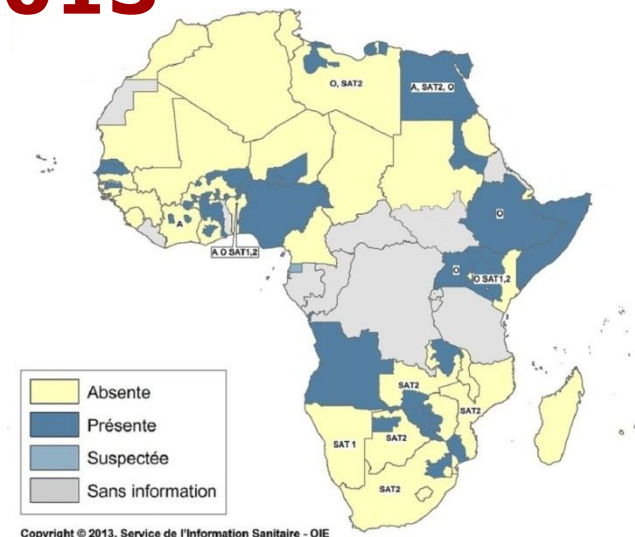 O, SAT2
A, SAT2, O
A
A O SAT1,2
O
O
O SAT1,2
SAT2
SAT2
SAT 1
SAT2
SAT2
Absente
Présente
Suspectée
Sans information
Copyright © 2013, Service de l'Information Sanitaire - OIE